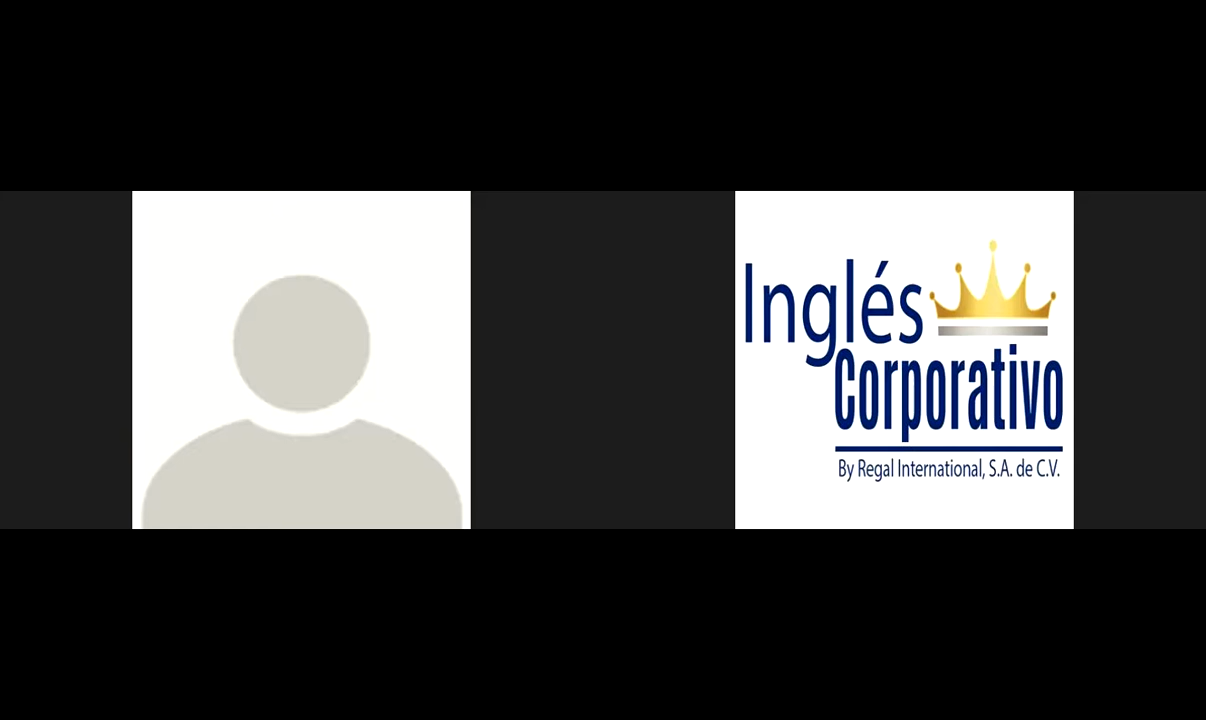 Inglés
Corporativo
By Regal International, S.A. de C.V.